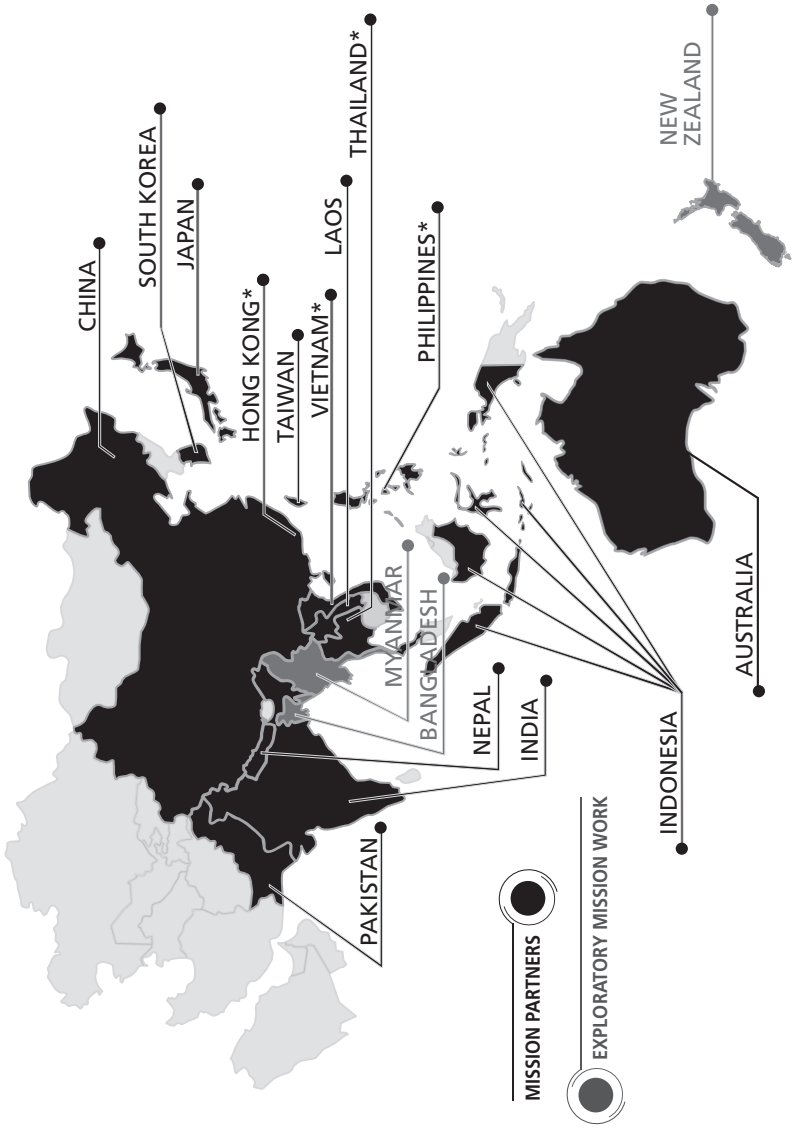 CHINA
SOUTH KOREA
JAPAN
HONG KONG*
TAIWAN
VIETNAM*
LAOS
THAILAND*
PHILIPPINES*
NEW
ZEALAND
MYANMAR
BANGLADESH
NEPAL
INDIA
PAKISTAN
INDONESIA
AUSTRALIA
MISSION PARTNERS
EXPLORATORY MISSION WORK